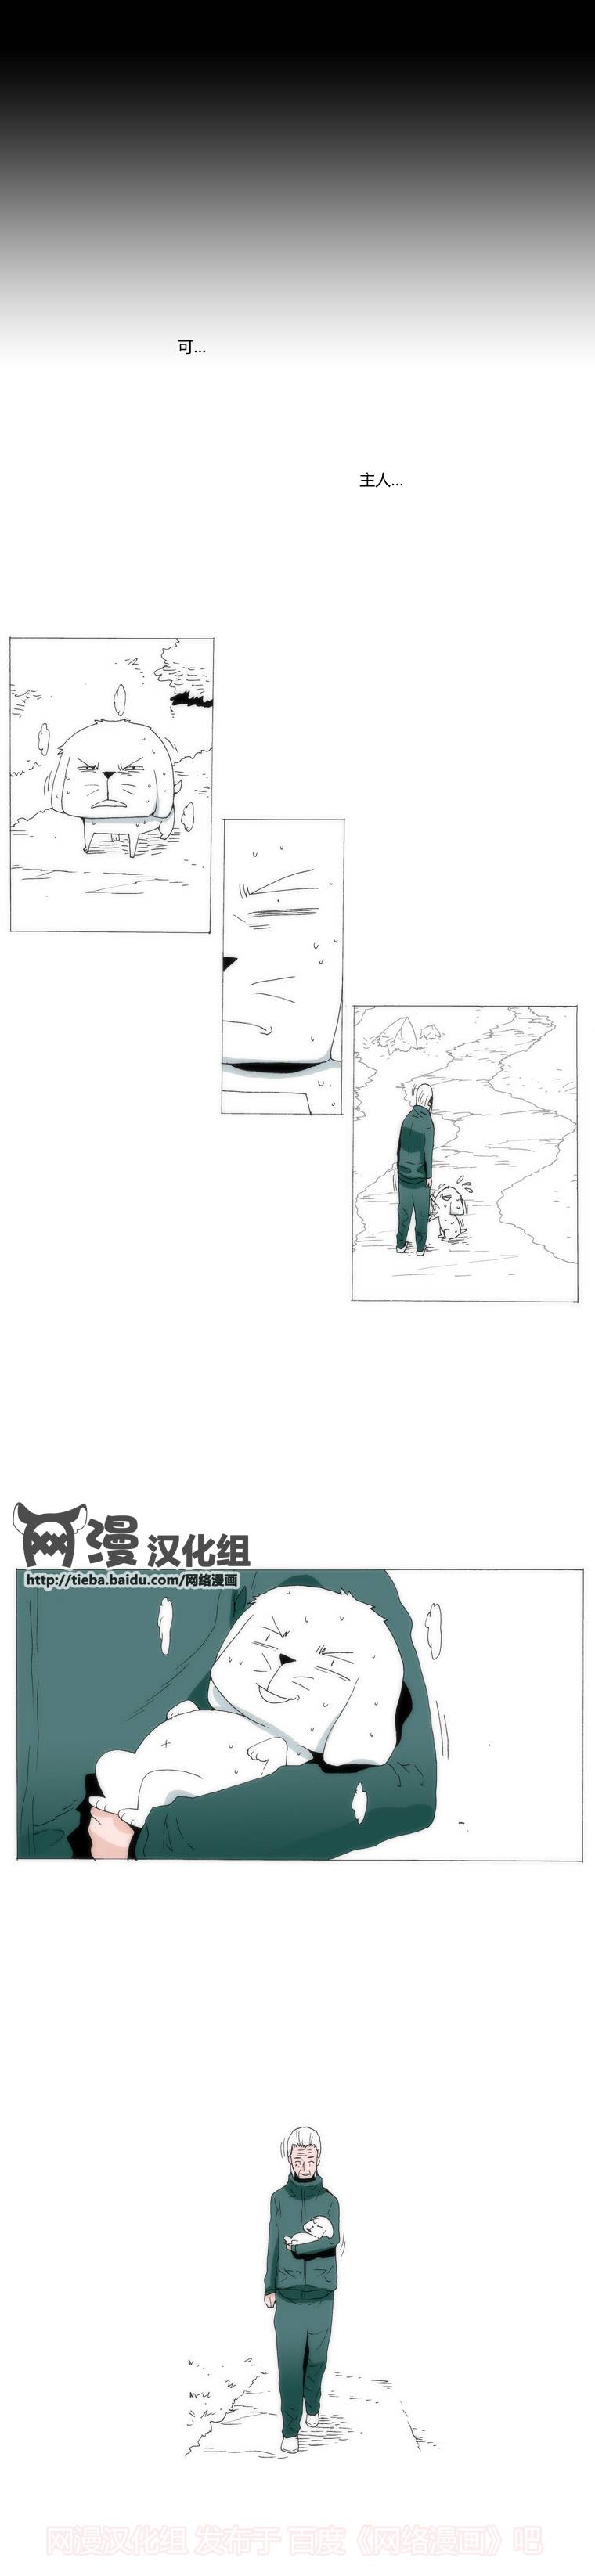 可...
主人...
网漫 汉化组
http://tieba.baidu.com/网络漫画
网漫汉化组 发布于 百度《网络漫画》吧